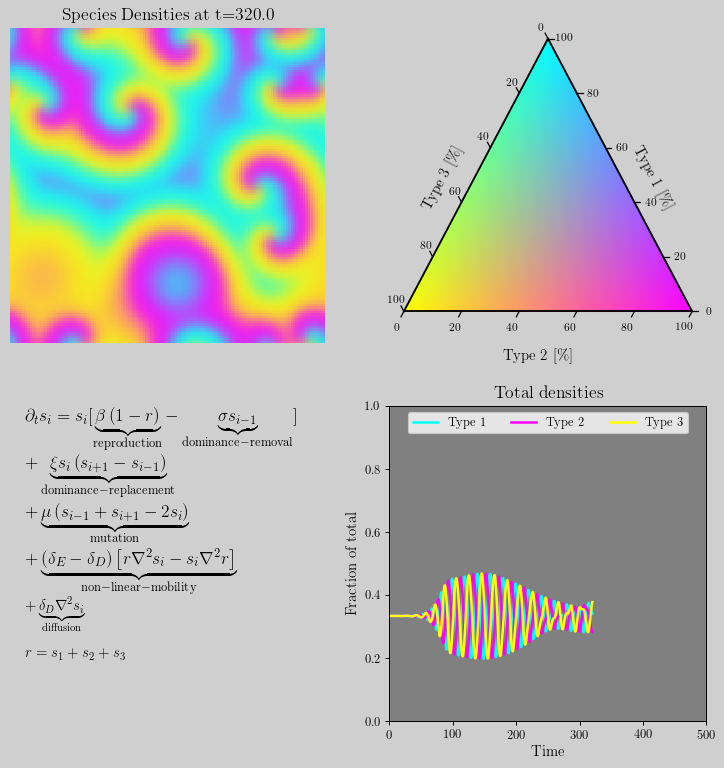 Species Densities at t=320.0
0
100
20
80
40
60
Type 3 [%]
Type 1 [%]
60
40
80
20
100
0
0
20
40
60
80
100
Type 2 [%]
∂ₜsᵢ = sᵢ[β (1 − r) − σsᵢ₋₁ ]
reproduction dominance−removal
+ ξsᵢ (sᵢ₊₁ − sᵢ₋₁)
dominance−replacement
+ μ (sᵢ₋₁ + sᵢ₊₁ − 2sᵢ)
mutation
+ (δ_E − δ_D) [r∇²sᵢ − sᵢ∇²r]
non−linear−mobility
+ δ_D∇²sᵢ
diffusion
r = s₁ + s₂ + s₃
Total densities
Type 1 Type 2 Type 3
1.0
0.8
0.6
0.4
0.2
0.0
Fraction of total
0 100 200 300 400 500
Time